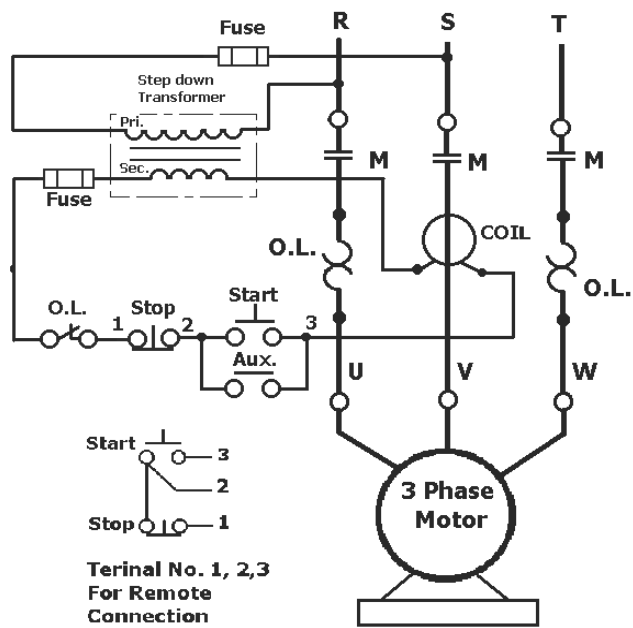 R S T
Fuse
Step down
Transformer
Pri.
M M M
Sec.
Fuse
COIL
O.L.
O.L.
O.L. Stop Start
1 2 3
Aux.
U V W
Start 3
2
Stop 1
3 Phase
Motor
Terinal No. 1, 2,3
For Remote
Connection